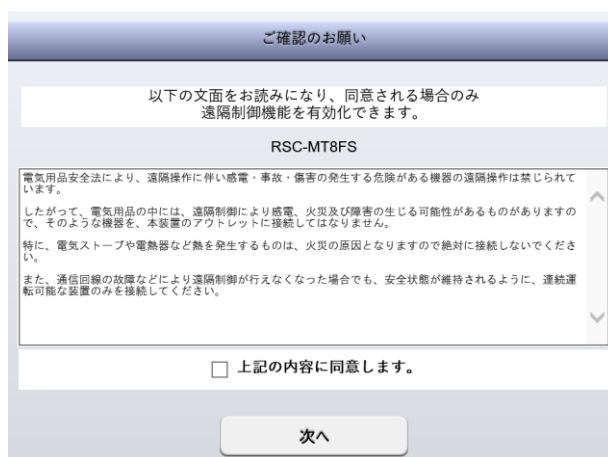 ご確認のお願い
以下の文面をお読みになり、同意される場合のみ
遠隔制御機能を有効化できます。
RSC-MT8FS
電気用品安全法により、遠隔操作に伴い感電・事故・傷害の発生する危険がある機器の遠隔操作は禁じられて
います。
したがって、電気用品の中には、遠隔制御により感電、火災及び障害の生じる可能性があるものがありますの
で、そのような機器を、本装置のアウトレットに接続してはなりません。
特に、電気ストーブや電熱器など熱を発生するものは、火災の原因となりますので絶対に接続しないでくださ
い。
また、通信回線の故障などにより遠隔制御が行えなくなった場合でも、安全状態が維持されるように、連続運
転可能な装置のみを接続してください。
上記の内容に同意します。
次へ